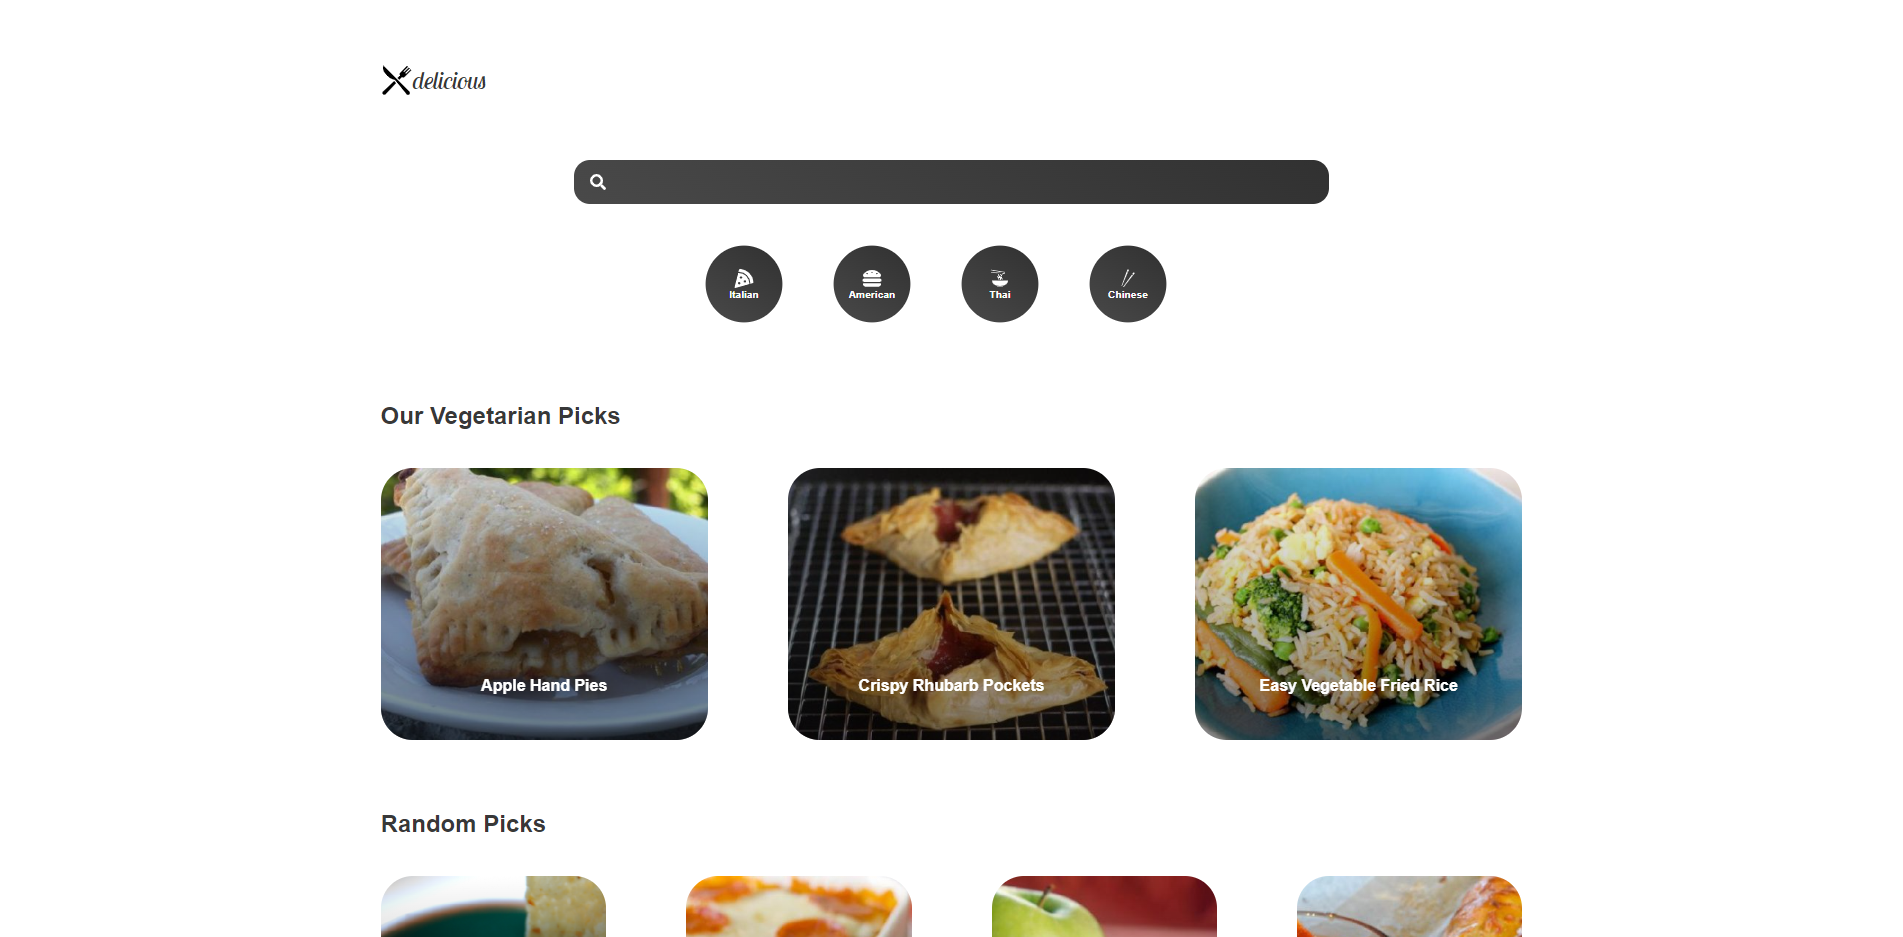 delicious
Italian
American
Thai
Chinese
Our Vegetarian Picks
Apple Hand Pies
Crispy Rhubarb Pockets
Easy Vegetable Fried Rice
Random Picks